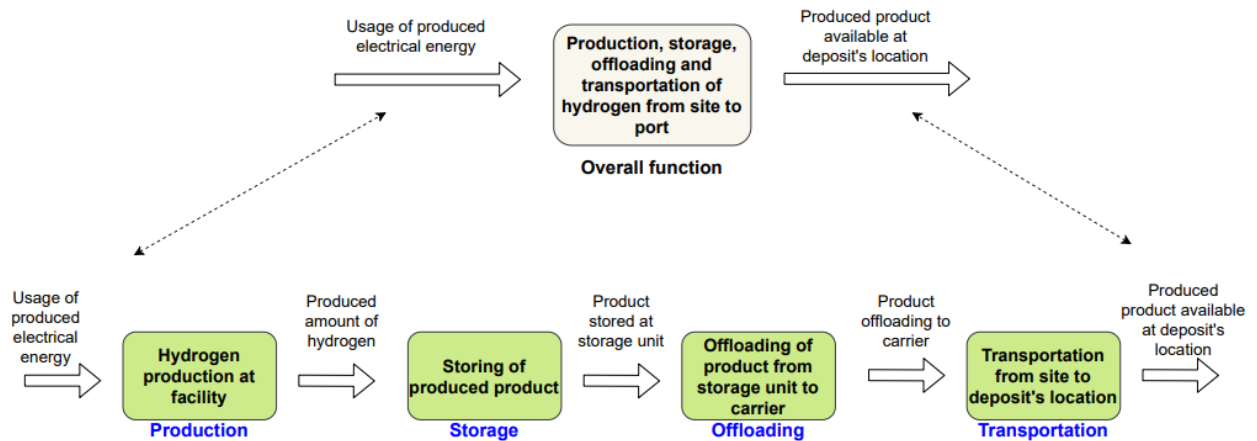 Usage of produced
electrical energy
Production, storage,
offloading and
transportation of
hydrogen from site to
port
Overall function
Produced product
available at
deposit's location
Usage of
produced
electrical
energy
Hydrogen
production at
facility
Production
Produced
amount of
hydrogen
Storing of
produced product
Storage
Product
stored at
storage unit
Offloading of
product from
storage unit to
carrier
Offloading
Product
offloading to
carrier
Transportation
from site to
deposit's location
Transportation
Produced
product available
at deposit's
location